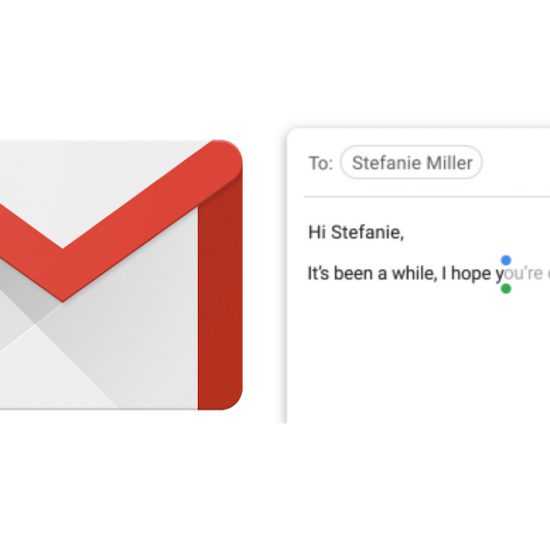 To: Stefanie Miller
Hi Stefanie,
It's been a while, I hope you're